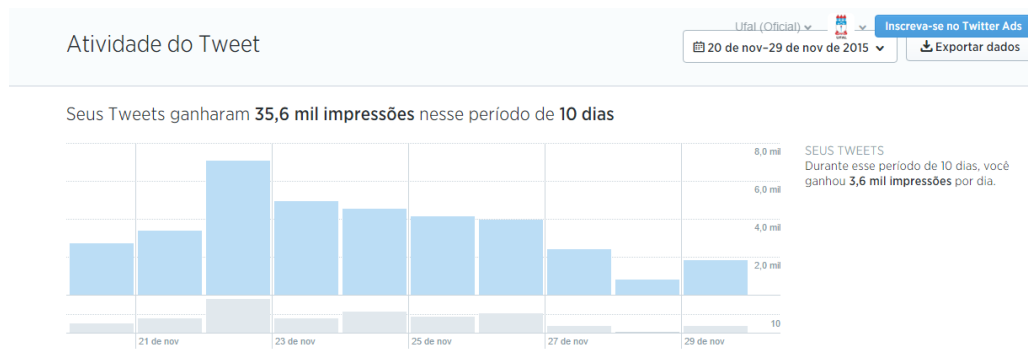 Ufal (Oficial)
UFAL
Inscreva-se no Twitter Ads
Atividade do Tweet
20 de nov–29 de nov de 2015
Exportar dados
Seus Tweets ganharam 35,6 mil impressões nesse período de 10 dias
8,0 mil
6,0 mil
4,0 mil
2,0 mil
10
21 de nov
23 de nov
25 de nov
27 de nov
29 de nov
SEUS TWEETS
Durante esse período de 10 dias, você
ganhou 3,6 mil impressões por dia.